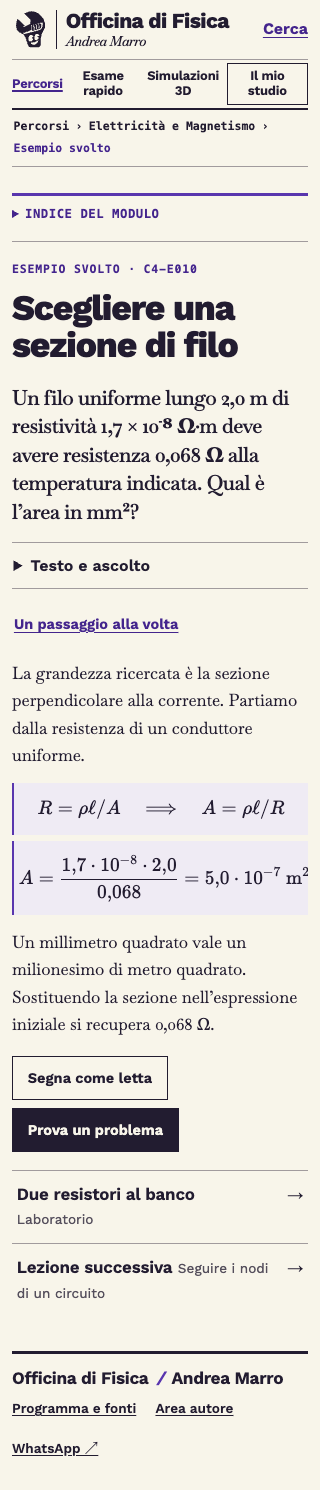 Officina di Fisica
Andrea Marro
Cerca
Percorsi
Esame rapido
Simulazioni 3D
Il mio studio
Percorsi › Elettricità e Magnetismo ›
Esempio svolto
▶ INDICE DEL MODULO
ESEMPIO SVOLTO · C4–E010
Scegliere una
sezione di filo
Un filo uniforme lungo 2,0 m di
resistività 1,7 × 10⁻⁸ Ω·m deve
avere resistenza 0,068 Ω alla
temperatura indicata. Qual è
l’area in mm²?
▶ Testo e ascolto
Un passaggio alla volta
La grandezza ricercata è la sezione
perpendicolare alla corrente. Partiamo
dalla resistenza di un conduttore
uniforme.
R = ρℓ/A ⟹ A = ρℓ/R
A = (1,7 · 10⁻⁸ · 2,0)/(0,068) = 5,0 · 10⁻⁷ m²
Un millimetro quadrato vale un
milionesimo di metro quadrato.
Sostituendo la sezione nell’espressione
iniziale si recupera 0,068 Ω.
Segna come letta
Prova un problema
Due resistori al banco →
Laboratorio
Lezione successiva Seguire i nodi →
di un circuito
Officina di Fisica / Andrea Marro
Programma e fonti Area autore
WhatsApp ↗